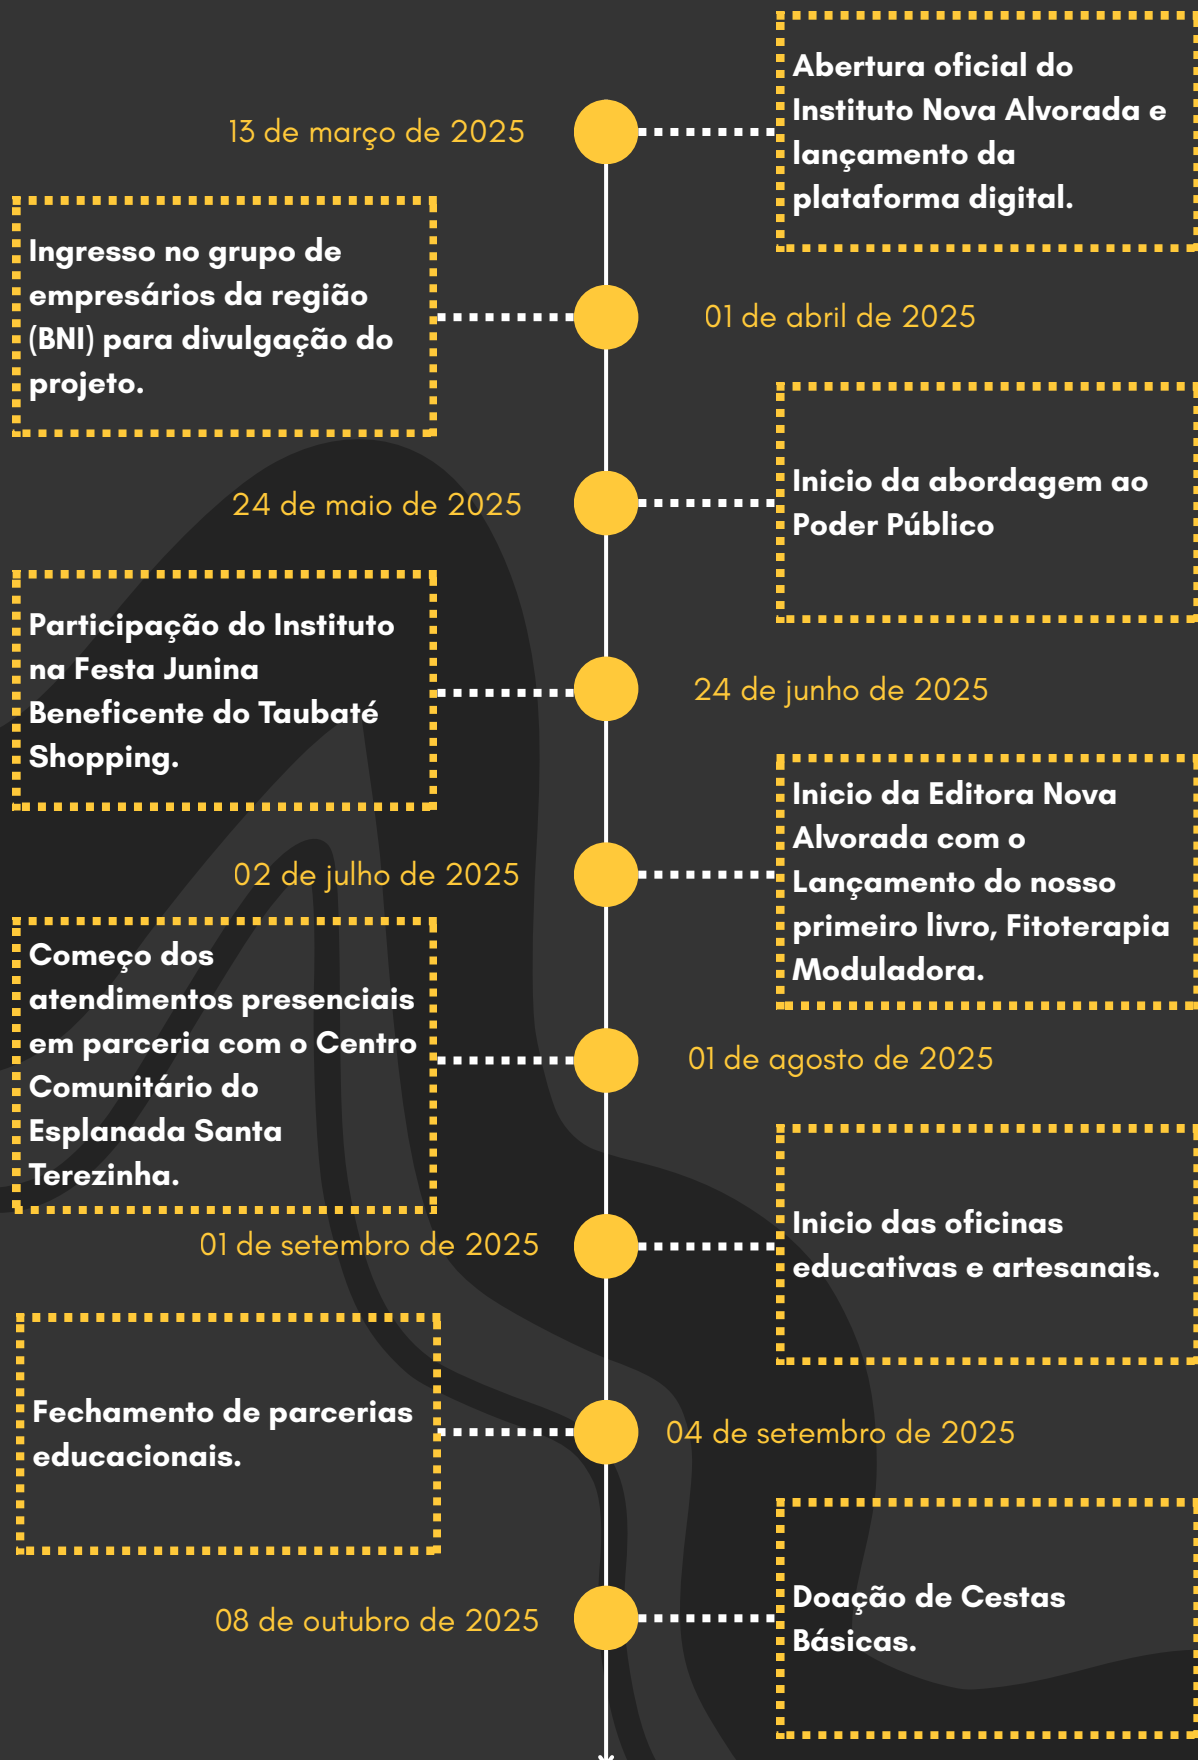 13 de março de 2025
Abertura oficial do
Instituto Nova Alvorada e
lançamento da
plataforma digital.
Ingresso no grupo de
empresários da região
(BNI) para divulgação do
projeto.
01 de abril de 2025
24 de maio de 2025
Inicio da abordagem ao
Poder Público
Participação do Instituto
na Festa Junina
Beneficente do Taubaté
Shopping.
24 de junho de 2025
02 de julho de 2025
Inicio da Editora Nova
Alvorada com o
Lançamento do nosso
primeiro livro, Fitoterapia
Moduladora.
Começo dos
atendimentos presenciais
em parceria com o Centro
Comunitário do
Esplanada Santa
Terezinha.
01 de agosto de 2025
01 de setembro de 2025
Inicio das oficinas
educativas e artesanais.
Fechamento de parcerias
educacionais.
04 de setembro de 2025
08 de outubro de 2025
Doação de Cestas
Básicas.